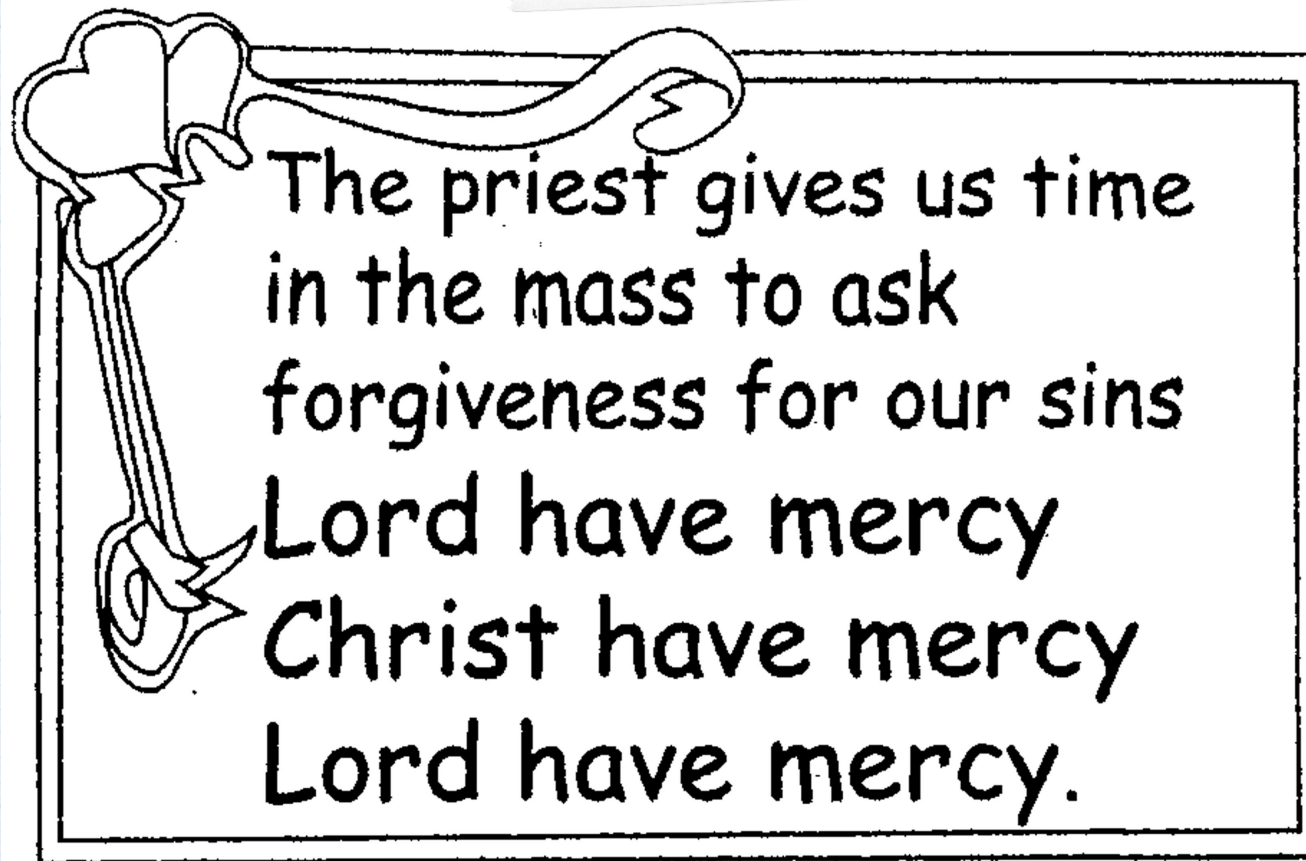 The priest gives us time
in the mass to ask
forgiveness for our sins
Lord have mercy
Christ have mercy
Lord have mercy.